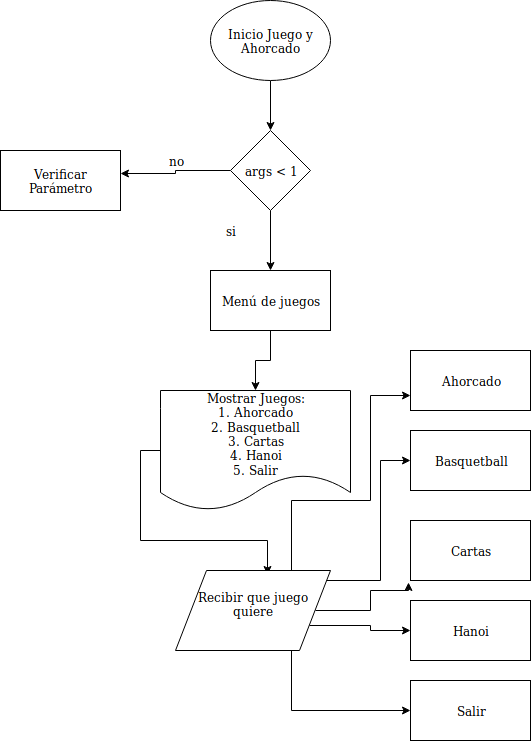 Inicio Juego y
Ahorcado
args < 1
no
Verificar
Parámetro
si
Menú de juegos
Mostrar Juegos:
1. Ahorcado
2. Basquetball
3. Cartas
4. Hanoi
5. Salir
Recibir que juego
quiere
Ahorcado
Basquetball
Cartas
Hanoi
Salir